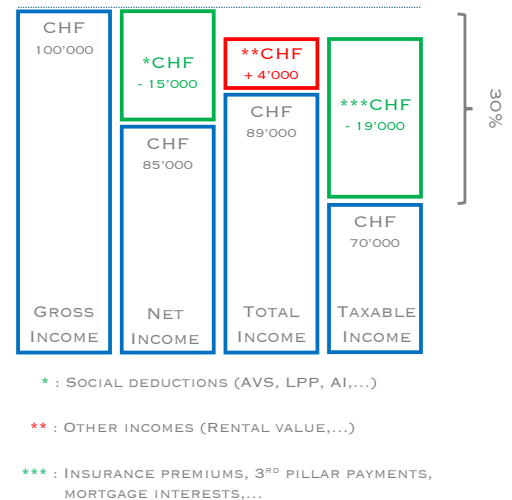 CHF
100'000
*CHF
- 15'000
CHF
85'000
**CHF
+ 4'000
CHF
89'000
***CHF
- 19'000
CHF
70'000
30%
Gross
Income
Net
Income
Total
Income
Taxable
Income
* : Social deductions (AVS, LPP, AI,...)
** : Other incomes (Rental value,...)
*** : Insurance premiums, 3RD pillar payments,
mortgage interests,...